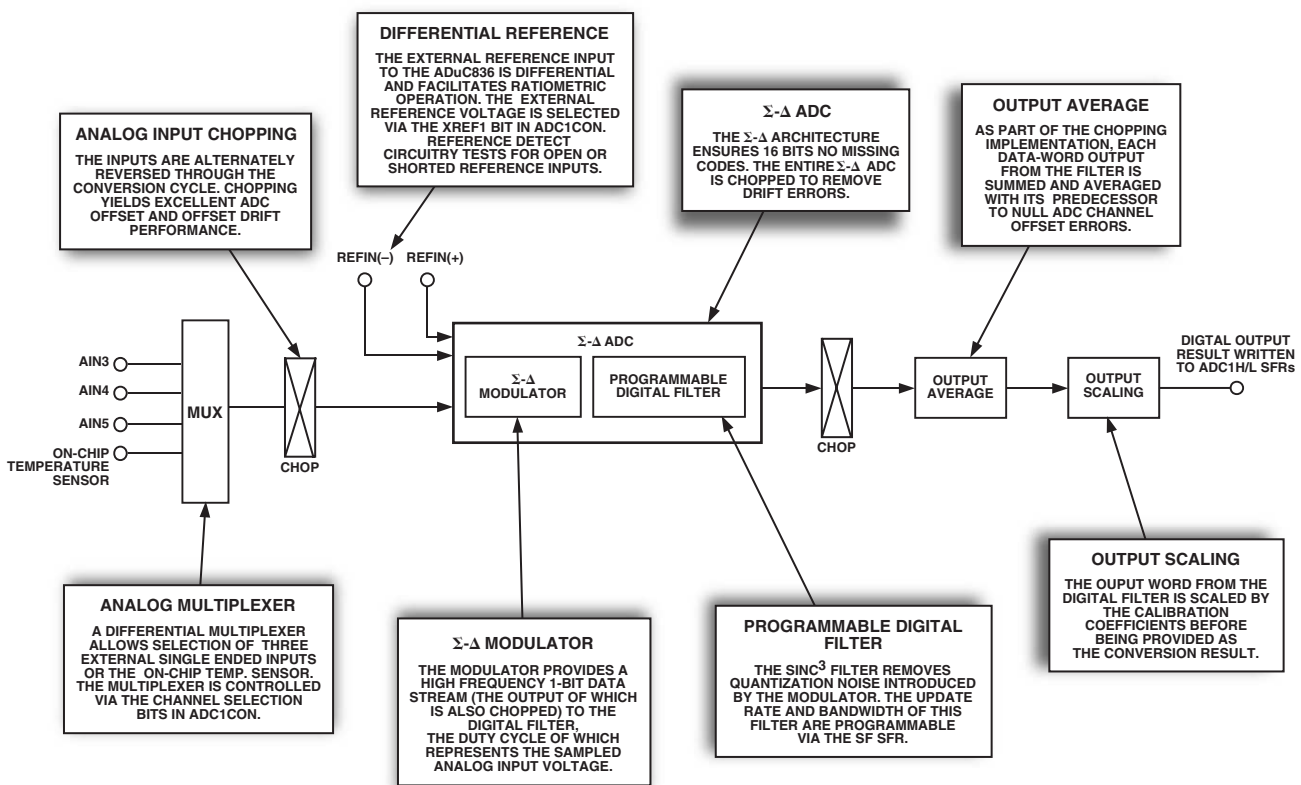 DIFFERENTIAL REFERENCE
THE EXTERNAL REFERENCE INPUT
TO THE ADuC836 IS DIFFERENTIAL
AND FACILITATES RATIOMETRIC
OPERATION. THE EXTERNAL
REFERENCE VOLTAGE IS SELECTED
VIA THE XREF1 BIT IN ADC1CON.
REFERENCE DETECT
CIRCUITRY TESTS FOR OPEN OR
SHORTED REFERENCE INPUTS.
Σ-Δ ADC
THE Σ-Δ ARCHITECTURE
ENSURES 16 BITS NO MISSING
CODES. THE ENTIRE Σ-Δ ADC
IS CHOPPED TO REMOVE
DRIFT ERRORS.
OUTPUT AVERAGE
AS PART OF THE CHOPPING
IMPLEMENTATION, EACH
DATA-WORD OUTPUT
FROM THE FILTER IS
SUMMED AND AVERAGED
WITH ITS PREDECESSOR
TO NULL ADC CHANNEL
OFFSET ERRORS.
ANALOG INPUT CHOPPING
THE INPUTS ARE ALTERNATELY
REVERSED THROUGH THE
CONVERSION CYCLE. CHOPPING
YIELDS EXCELLENT ADC
OFFSET AND OFFSET DRIFT
PERFORMANCE.
REFIN(–) REFIN(+)
AIN3
AIN4
AIN5
ON-CHIP
TEMPERATURE
SENSOR
MUX
CHOP
Σ-Δ ADC
Σ-Δ
MODULATOR
PROGRAMMABLE
DIGITAL FILTER
CHOP
OUTPUT
AVERAGE
OUTPUT
SCALING
DIGTAL OUTPUT
RESULT WRITTEN
TO ADC1H/L SFRs
ANALOG MULTIPLEXER
A DIFFERENTIAL MULTIPLEXER
ALLOWS SELECTION OF THREE
EXTERNAL SINGLE ENDED INPUTS
OR THE ON-CHIP TEMP. SENSOR.
THE MULTIPLEXER IS CONTROLLED
VIA THE CHANNEL SELECTION
BITS IN ADC1CON.
Σ-Δ MODULATOR
THE MODULATOR PROVIDES A
HIGH FREQUENCY 1-BIT DATA
STREAM (THE OUTPUT OF WHICH
IS ALSO CHOPPED) TO THE
DIGITAL FILTER,
THE DUTY CYCLE OF WHICH
REPRESENTS THE SAMPLED
ANALOG INPUT VOLTAGE.
PROGRAMMABLE DIGITAL
FILTER
THE SINC³ FILTER REMOVES
QUANTIZATION NOISE INTRODUCED
BY THE MODULATOR. THE UPDATE
RATE AND BANDWIDTH OF THIS
FILTER ARE PROGRAMMABLE
VIA THE SF SFR.
OUTPUT SCALING
THE OUPUT WORD FROM THE
DIGITAL FILTER IS SCALED BY
THE CALIBRATION
COEFFICIENTS BEFORE
BEING PROVIDED AS
THE CONVERSION RESULT.